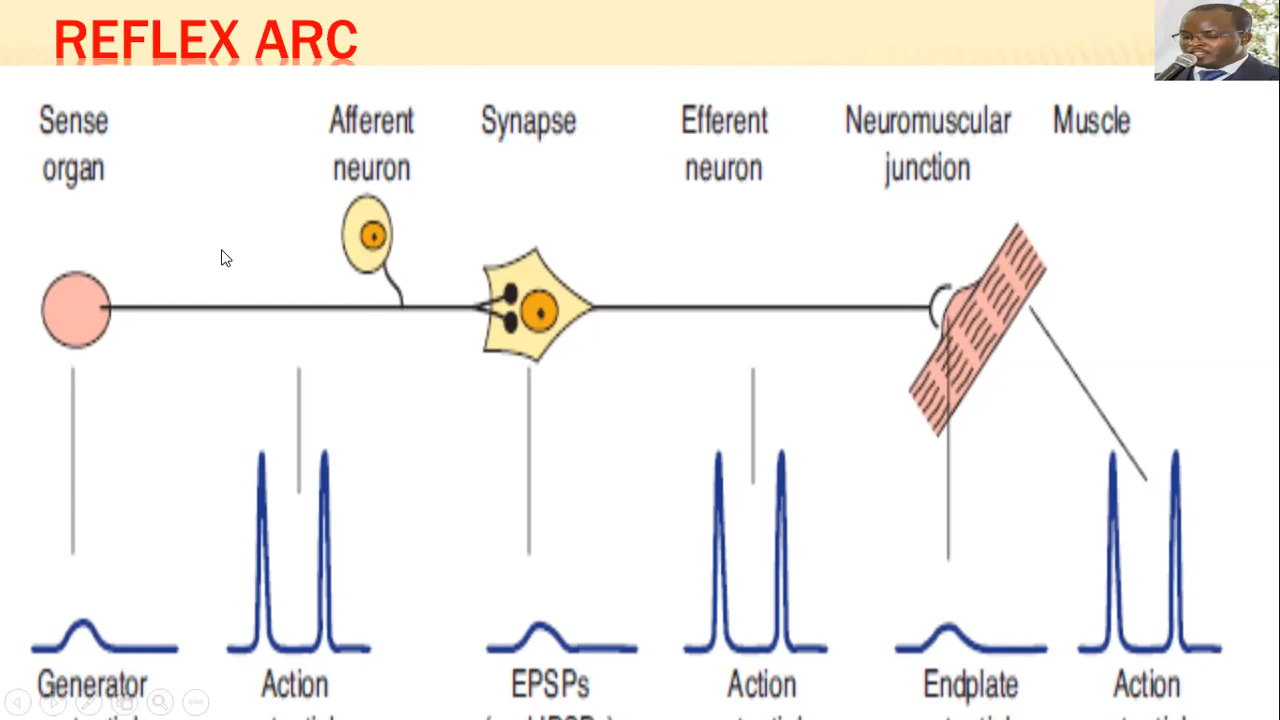 REFLEX ARC
Sense organ
Afferent neuron
Synapse
Efferent neuron
Neuromuscular junction
Muscle
Generator
Action
EPSPs
Action
Endplate
Action